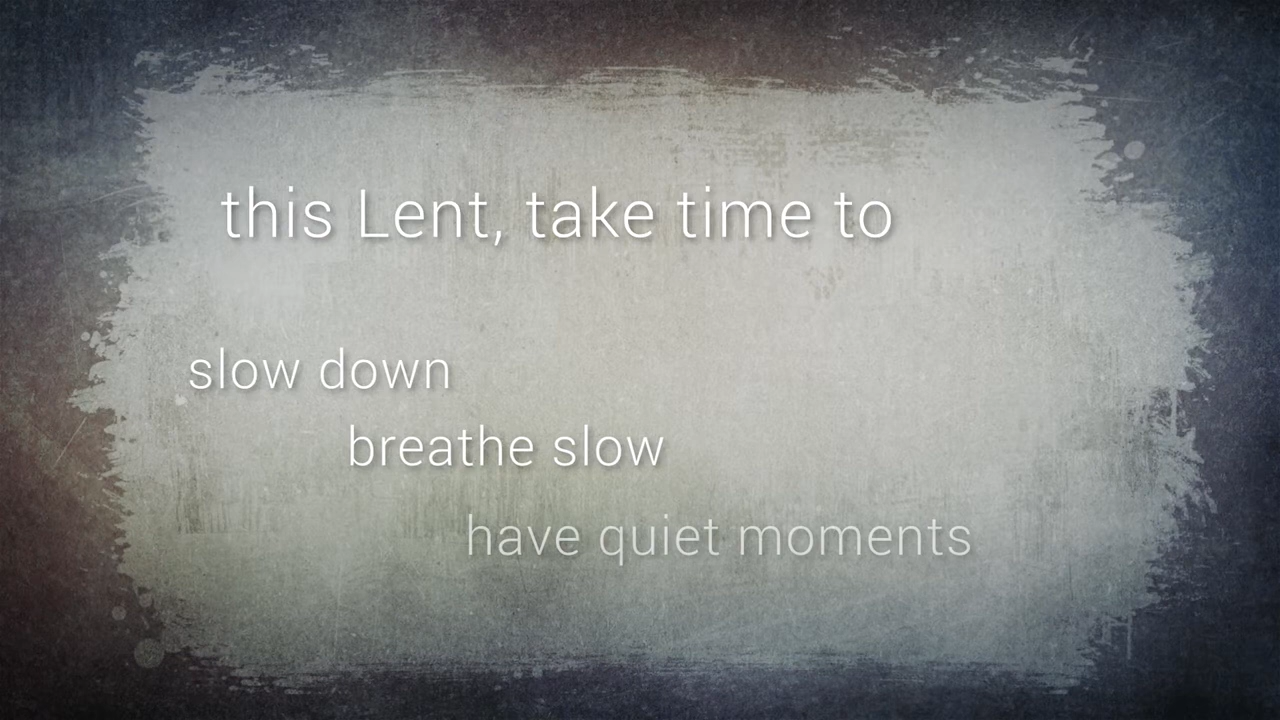 this Lent, take time to
slow down
breathe slow
have quiet moments